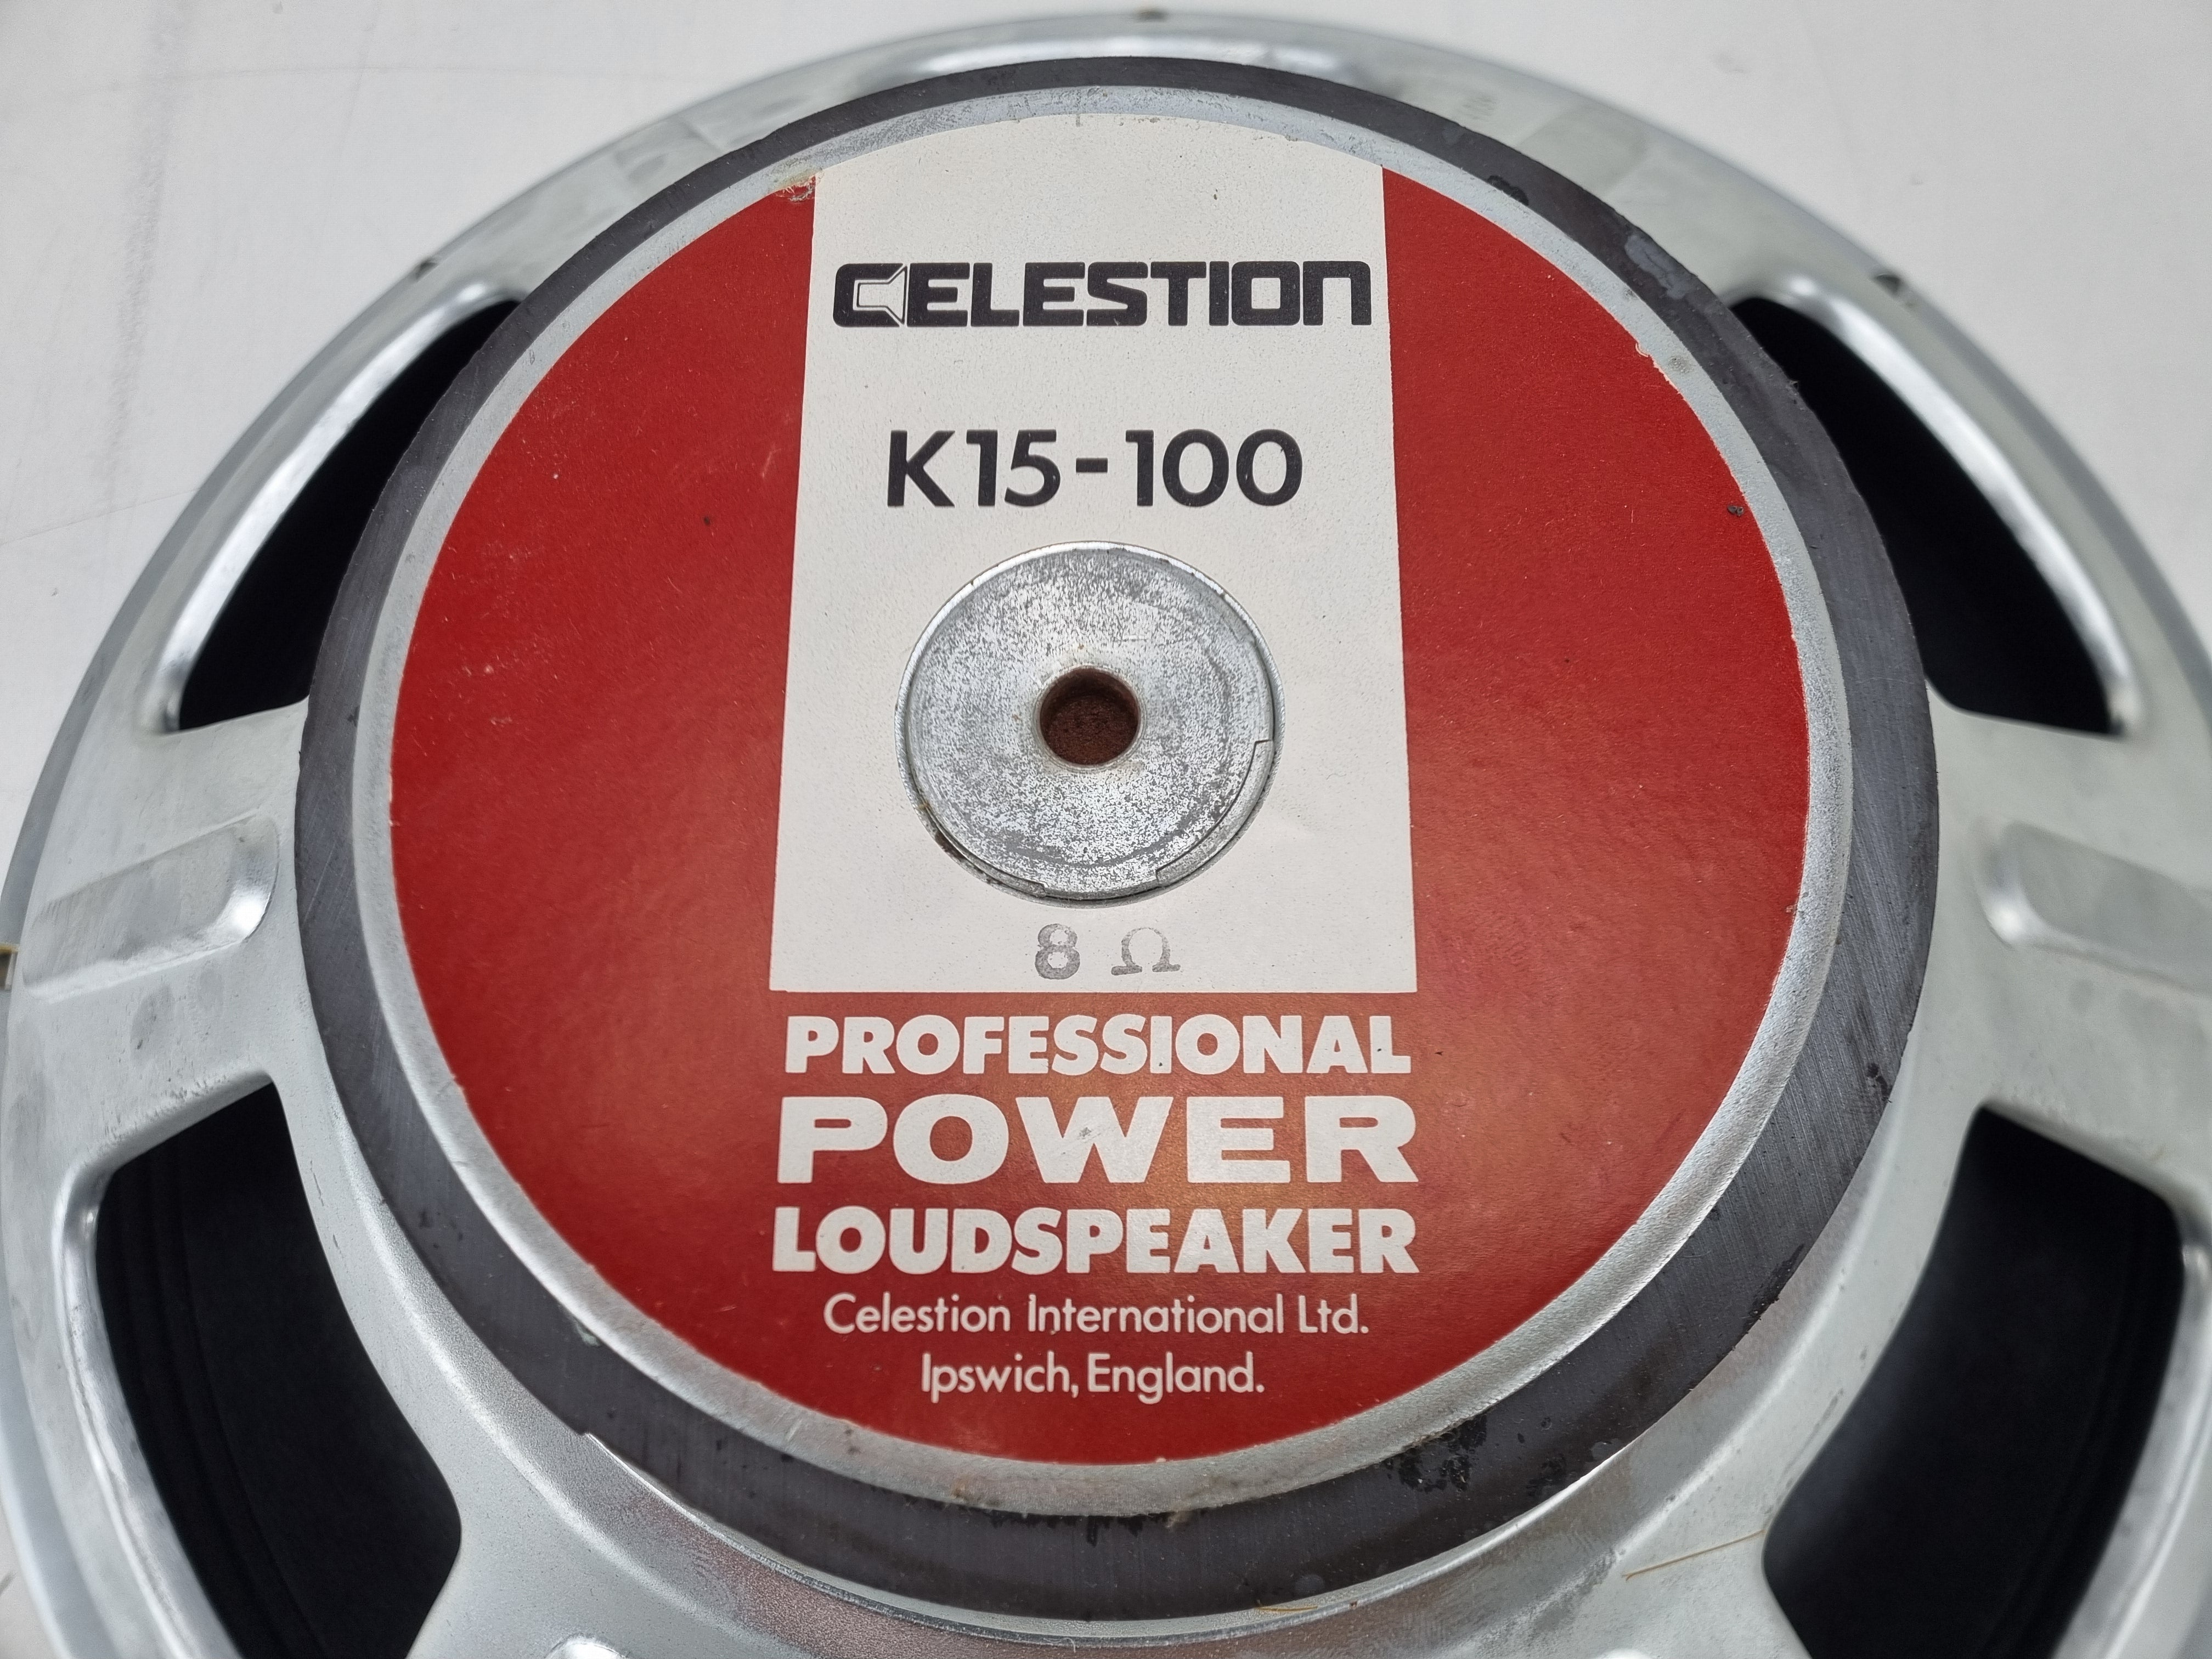 CELESTION
K15-100
8 Ω
PROFESSIONAL
POWER
LOUDSPEAKER
Celestion International Ltd.
Ipswich, England.